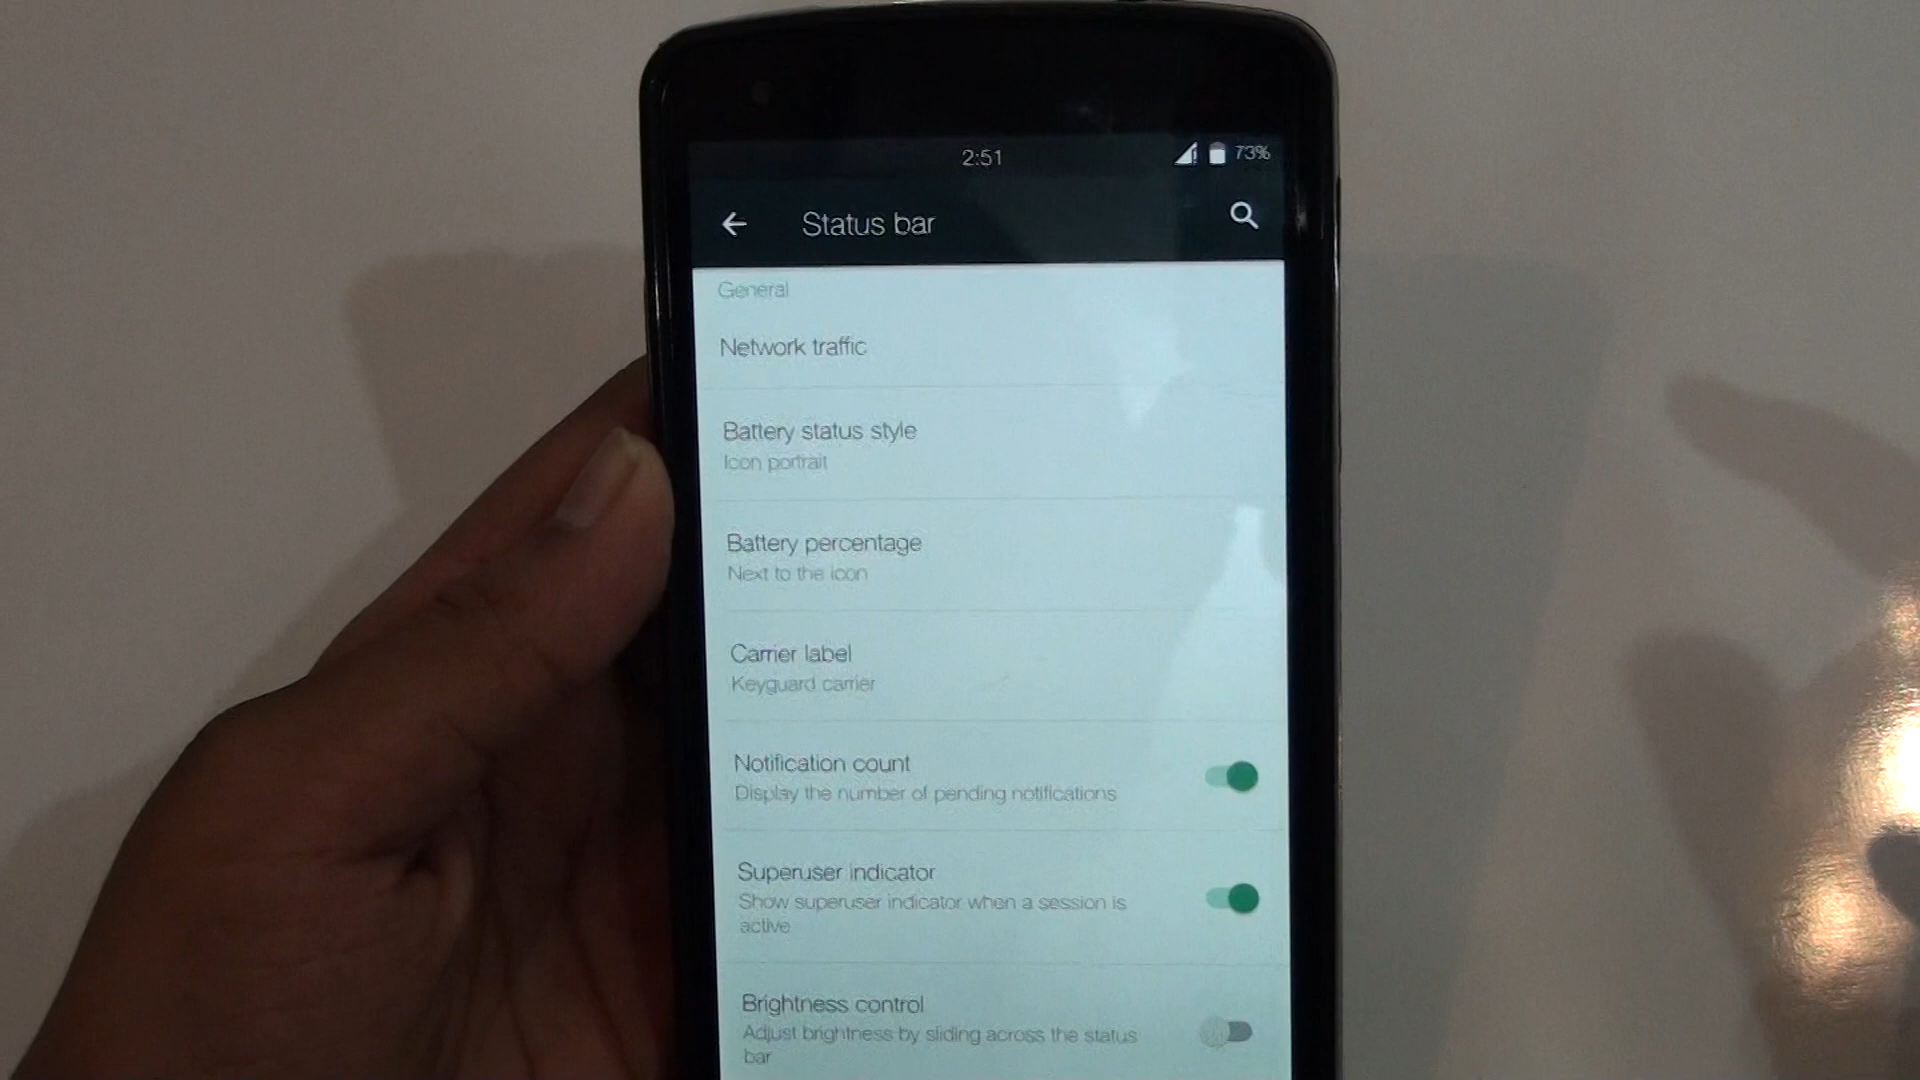 2:51
73%
Status bar
General
Network traffic
Battery status style
Icon portrait
Battery percentage
Next to the icon
Carrier label
Keyguard carrier
Notification count
Display the number of pending notifications
Superuser indicator
Show superuser indicator when a session is
active
Brightness control
Adjust brightness by sliding across the status
bar